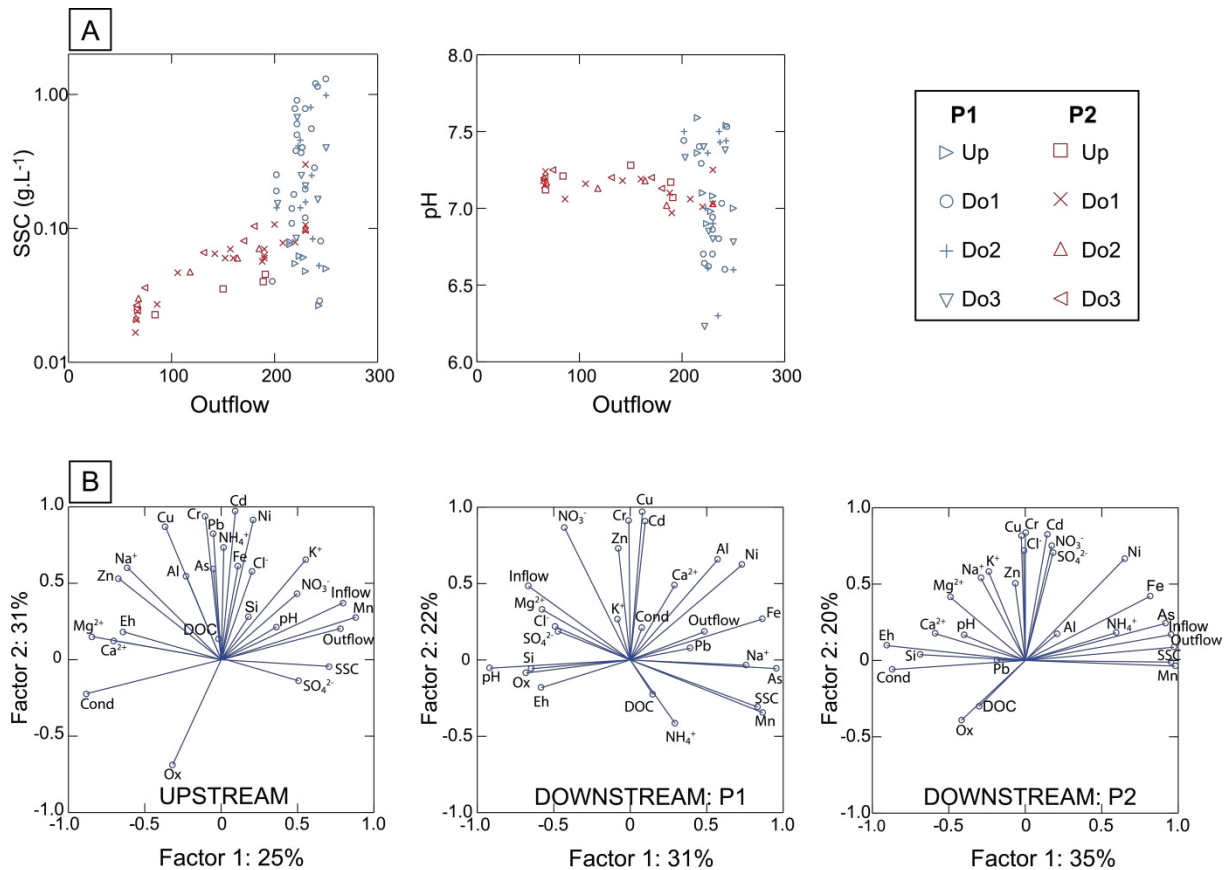 A
SSC (g.L-1)
1.00
0.10
0.01
0 100 200 300
Outflow
pH
8.0
7.5
7.0
6.5
6.0
0 100 200 300
Outflow
P1 P2
Up Up
Do1 Do1
Do2 Do2
Do3 Do3
B
Factor 2: 31%
1.0
0.5
0
-0.5
-1.0
Cd
Cr
Cu
Pb
Ni
NH4+
K+
Na+
As
Fe
Cl-
Zn
Al
NO3-
Inflow
Si
Mn
Mg2+
Eh
pH
DOC
Outflow
Ca2+
SSC
SO42-
Cond
Ox
UPSTREAM
-1.0 -0.5 0 0.5 1.0
Factor 1: 25%
Factor 2: 22%
1.0
0.5
0
-0.5
-1.0
Cu
NO3-
Cr
Cd
Zn
Al
Ni
Inflow
Ca2+
Mg2+
K+
Cond
Cl-
Outflow
Fe
SO42-
Pb
Si
Na+
pH
As
Ox
Eh
DOC
SSC
Mn
NH4+
DOWNSTREAM: P1
-1.0 -0.5 0 0.5 1.0
Factor 1: 31%
Factor 2: 20%
1.0
0.5
0
-0.5
-1.0
Cu
Cr
Cd
NO3-
Cl-
SO42-
Ni
K+
Na+
Zn
Mg2+
Fe
As
Ca2+
pH
Al
NH4+
Inflow
Eh
Outflow
Si
SSC
Cond
Pb
Mn
DOC
Ox
DOWNSTREAM: P2
-1.0 -0.5 0 0.5 1.0
Factor 1: 35%